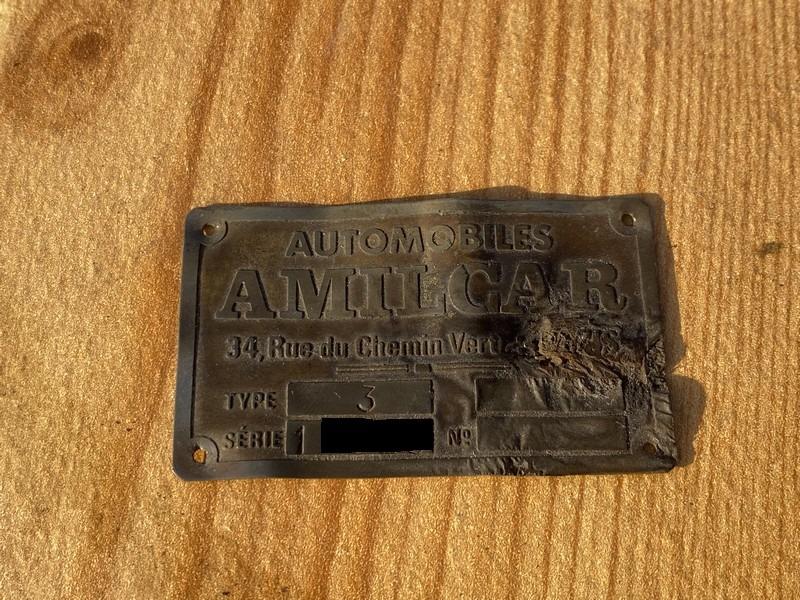 AUTOMOBILES
AMILCAR
34, Rue du Chemin Vert
TYPE 3
SÉRIE 1 Nº